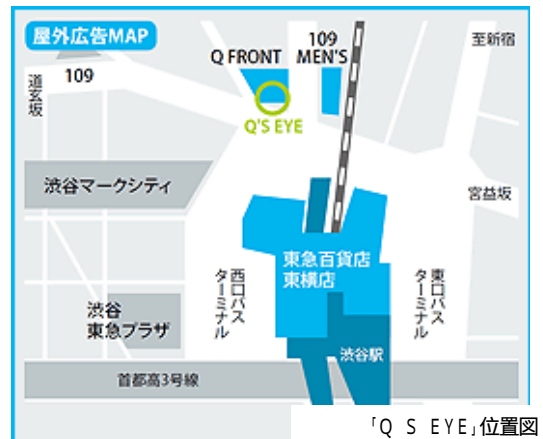 屋外広告MAP
109
MEN'S
Q FRONT
至新宿
109
道玄坂
Q'S EYE
渋谷マークシティ
宮益坂
東急百貨店
東横店
西口バス
ターミナル
東口バス
ターミナル
渋谷
東急プラザ
渋谷駅
首都高3号線
「Q S EYE」位置図